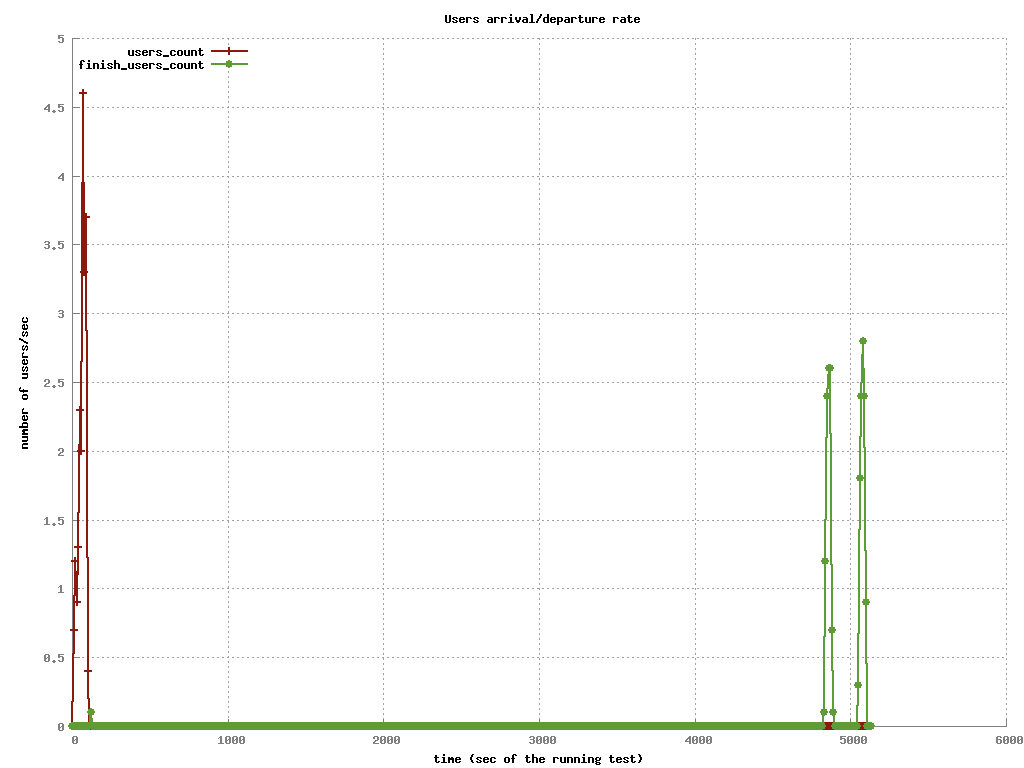 Users arrival/departure rate
users_count
finish_users_count
5
4.5
4
3.5
3
2.5
2
1.5
1
0.5
0
number of users/sec
0 1000 2000 3000 4000 5000 6000
time (sec of the running test)